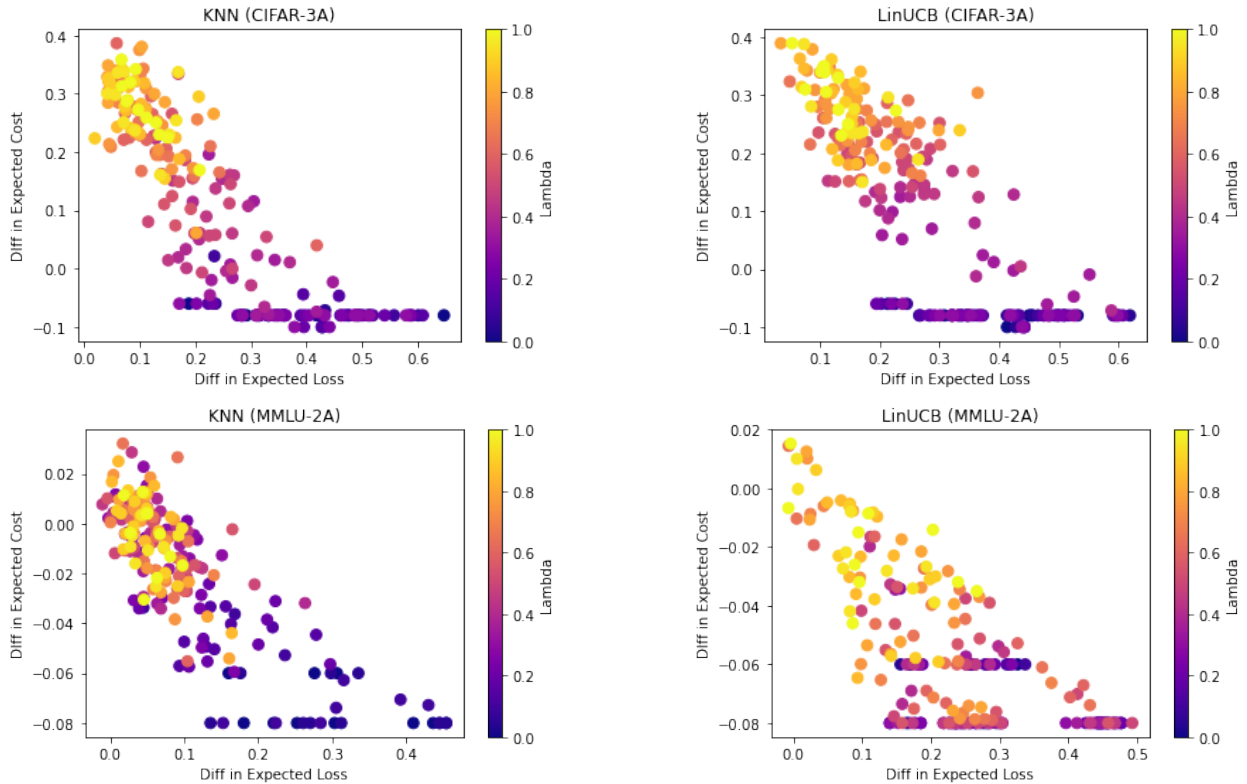 KNN (CIFAR-3A)
0.4
0.3
0.2
0.1
0.0
−0.1
DIff in Expected Cost
0.0 0.1 0.2 0.3 0.4 0.5 0.6
Diff in Expected Loss
1.0
0.8
0.6
0.4
0.2
0.0
Lambda
LinUCB (CIFAR-3A)
0.4
0.3
0.2
0.1
0.0
−0.1
DIff in Expected Cost
0.1 0.2 0.3 0.4 0.5 0.6
Diff in Expected Loss
1.0
0.8
0.6
0.4
0.2
0.0
Lambda
KNN (MMLU-2A)
0.02
0.00
−0.02
−0.04
−0.06
−0.08
DIff in Expected Cost
0.0 0.1 0.2 0.3 0.4
Diff in Expected Loss
1.0
0.8
0.6
0.4
0.2
0.0
Lambda
LinUCB (MMLU-2A)
0.02
0.00
−0.02
−0.04
−0.06
−0.08
DIff in Expected Cost
0.0 0.1 0.2 0.3 0.4 0.5
Diff in Expected Loss
1.0
0.8
0.6
0.4
0.2
0.0
Lambda